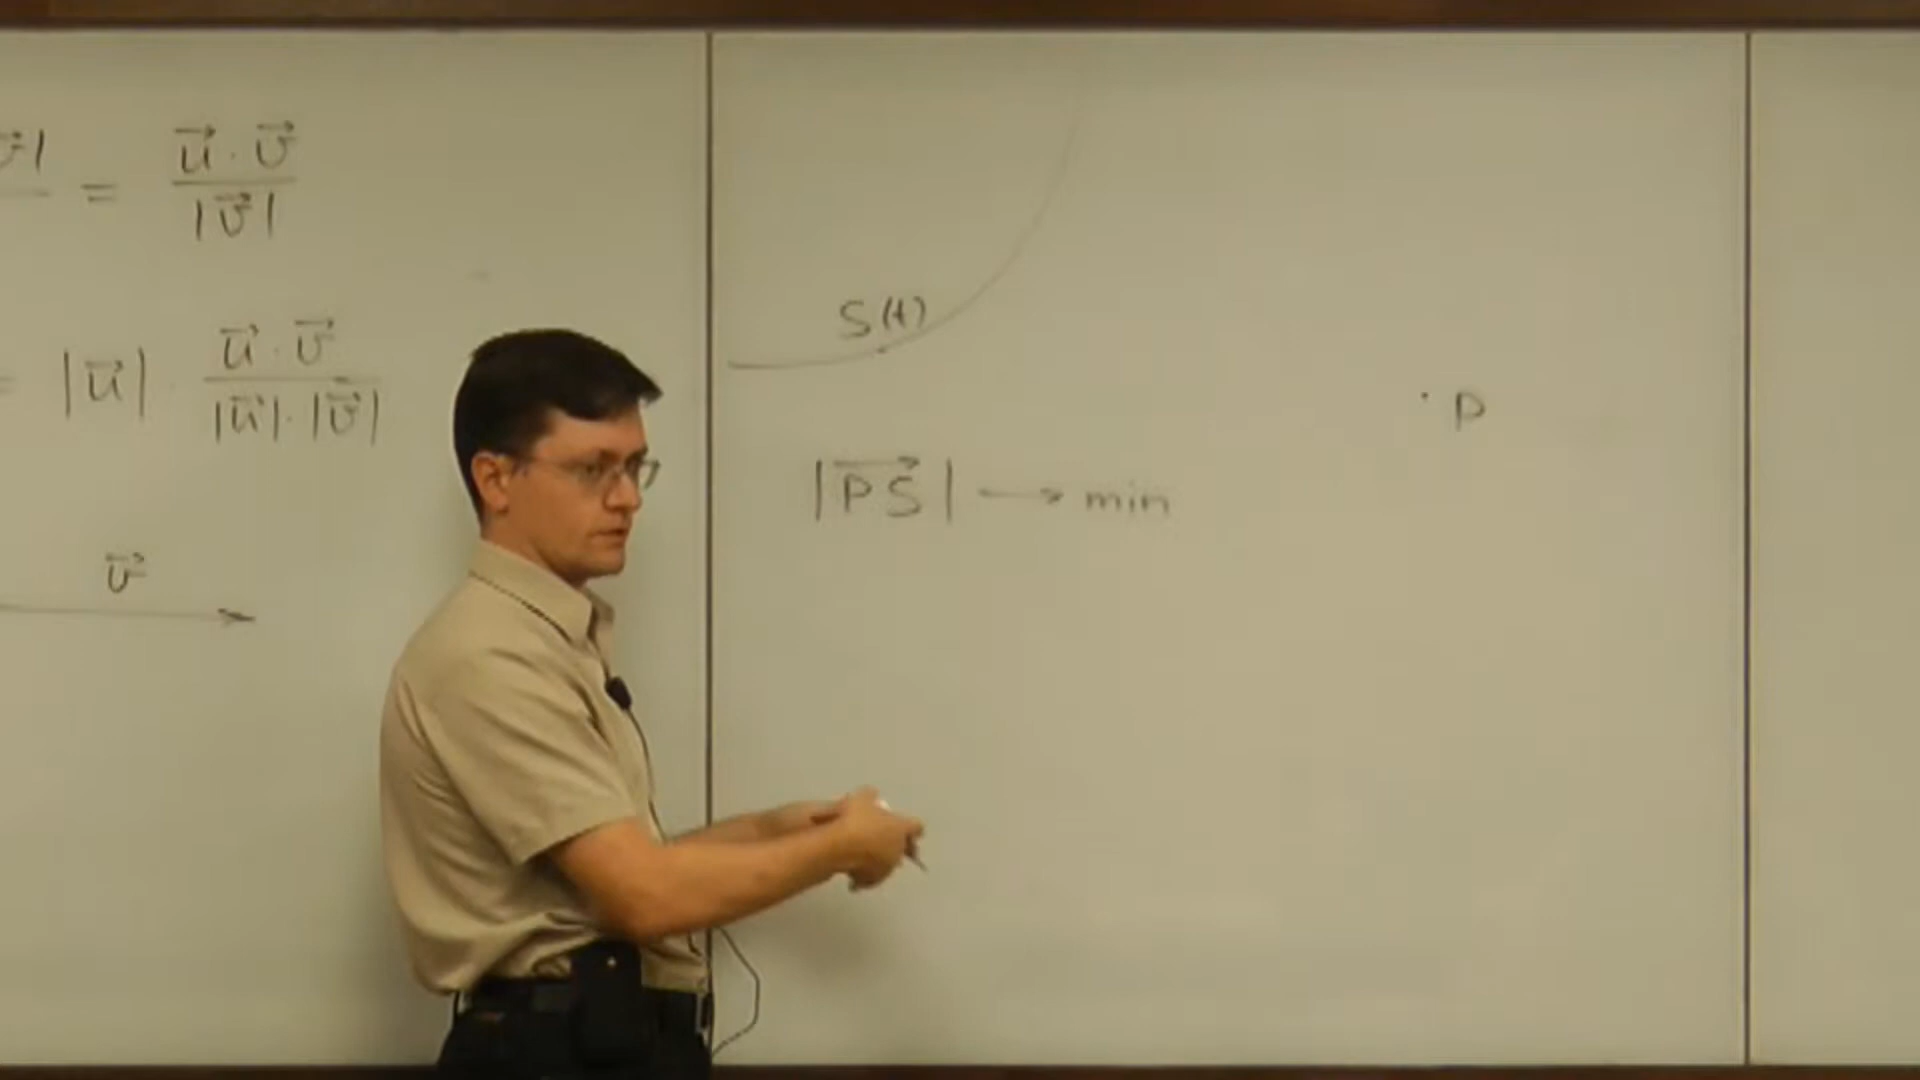 v⃗| = u⃗ · v⃗ / |v⃗|
= |u⃗| · u⃗ · v⃗ / |u⃗| · |v⃗|
v⃗
S(t)
P
|PS⃗| → min